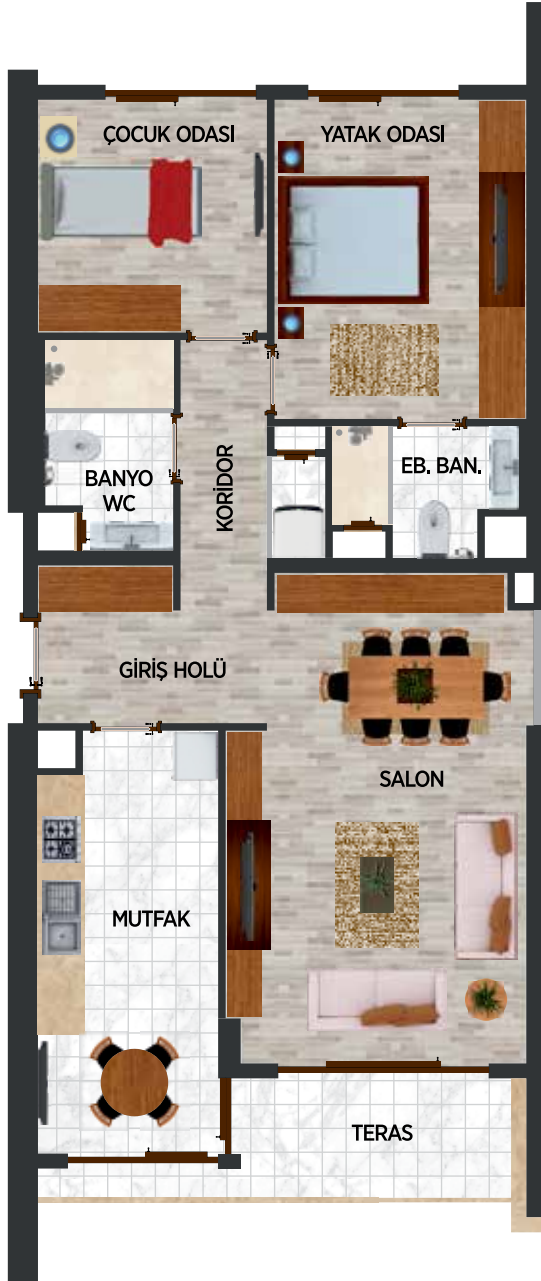 ÇOCUK ODASI
YATAK ODASI
BANYO
WC
KORİDOR
EB. BAN.
GİRİŞ HOLÜ
SALON
MUTFAK
TERAS